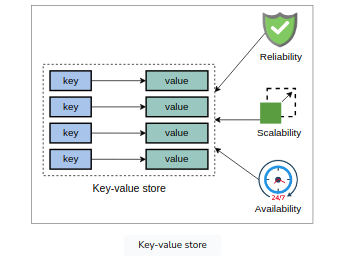 Reliability
key value
key value
key value
key value
Scalability
Key-value store
24/7
Availability
Key-value store